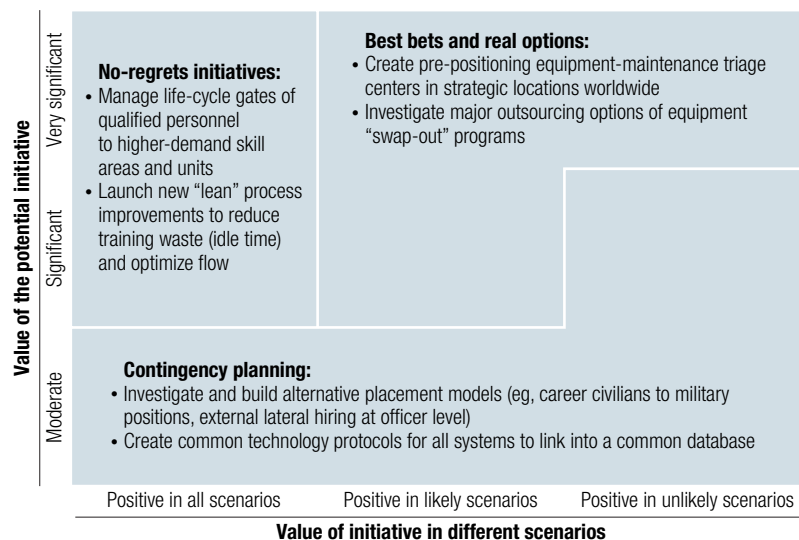 No-regrets initiatives:
• Manage life-cycle gates of
qualified personnel
to higher-demand skill
areas and units
• Launch new “lean” process
improvements to reduce
training waste (idle time)
and optimize flow
Best bets and real options:
• Create pre-positioning equipment-maintenance triage
centers in strategic locations worldwide
• Investigate major outsourcing options of equipment
“swap-out” programs
Contingency planning:
• Investigate and build alternative placement models (eg, career civilians to military
positions, external lateral hiring at officer level)
• Create common technology protocols for all systems to link into a common database
Value of the potential initiative
Very significant
Significant
Moderate
Positive in all scenarios
Positive in likely scenarios
Positive in unlikely scenarios
Value of initiative in different scenarios